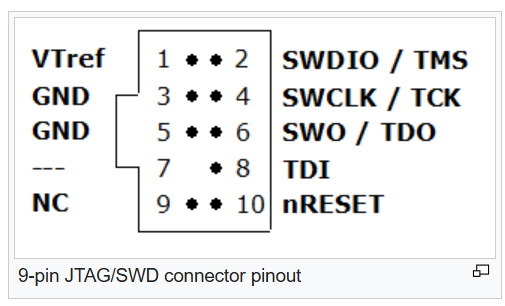 VTref 1 2 SWDIO / TMS
GND 3 4 SWCLK / TCK
GND 5 6 SWO / TDO
--- 7 8 TDI
NC 9 10 nRESET
9-pin JTAG/SWD connector pinout